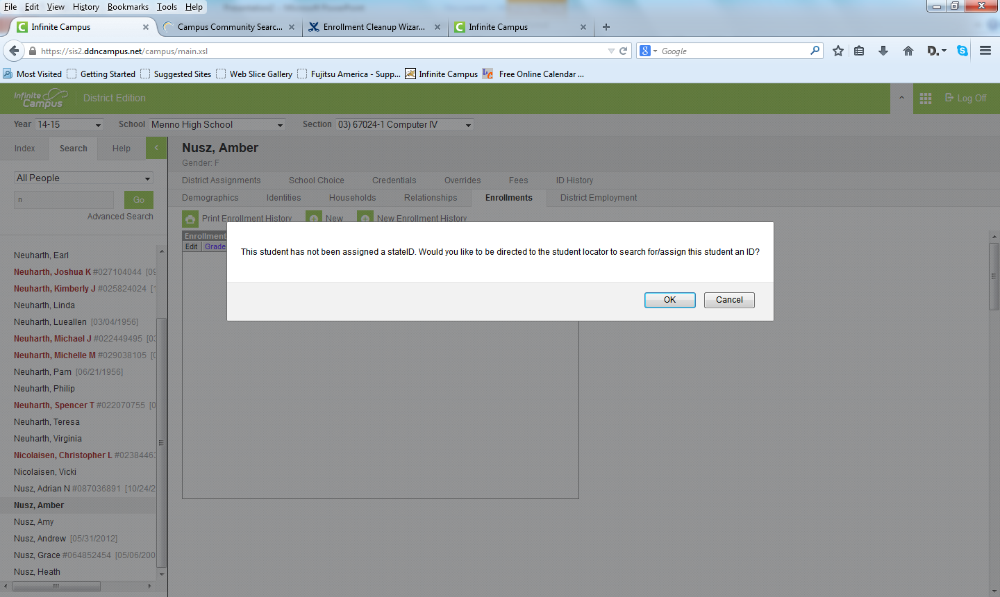 File Edit View History Bookmarks Tools Help
Infinite Campus
Campus Community Searc...
Enrollment Cleanup Wizar...
Infinite Campus
https://sis2.ddncampus.net/campus/main.xsl
Google
Most Visited Getting Started Suggested Sites Web Slice Gallery Fujitsu America - Supp... Infinite Campus Free Online Calendar ...
Infinite Campus District Edition Log Off
Year 14-15 School Menno High School Section 03) 67024-1 Computer IV
Index Search Help
All People
n Go
Advanced Search
Neuharth, Earl
Neuharth, Joshua K #027104044 [09
Neuharth, Kimberly J #025824024 [1
Neuharth, Linda
Neuharth, Lueallen [03/04/1956]
Neuharth, Michael J #022449495 [03
Neuharth, Michelle M #029038105 [0
Neuharth, Pam [06/21/1956]
Neuharth, Philip
Neuharth, Spencer T #022070755 [0
Neuharth, Teresa
Neuharth, Virginia
Nicolaisen, Christopher L #02384463
Nicolaisen, Vicki
Nusz, Adrian N #087036891 [10/24/2
Nusz, Amber
Nusz, Amy
Nusz, Andrew [05/31/2012]
Nusz, Grace #064852454 [05/06/200
Nusz, Heath
Nusz, Amber
Gender: F
District Assignments School Choice Credentials Overrides Fees ID History
Demographics Identities Households Relationships Enrollments District Employment
Print Enrollment History New New Enrollment History
Enrollment
Edit Grade
This student has not been assigned a stateID. Would you like to be directed to the student locator to search for/assign this student an ID?
OK Cancel